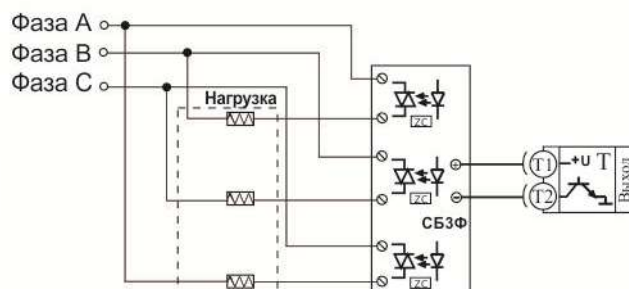 Фаза А
Фаза В
Фаза С
Нагрузка
ZC
ZC
СБ3Ф
ZC
T1
+U T
T2
Выход